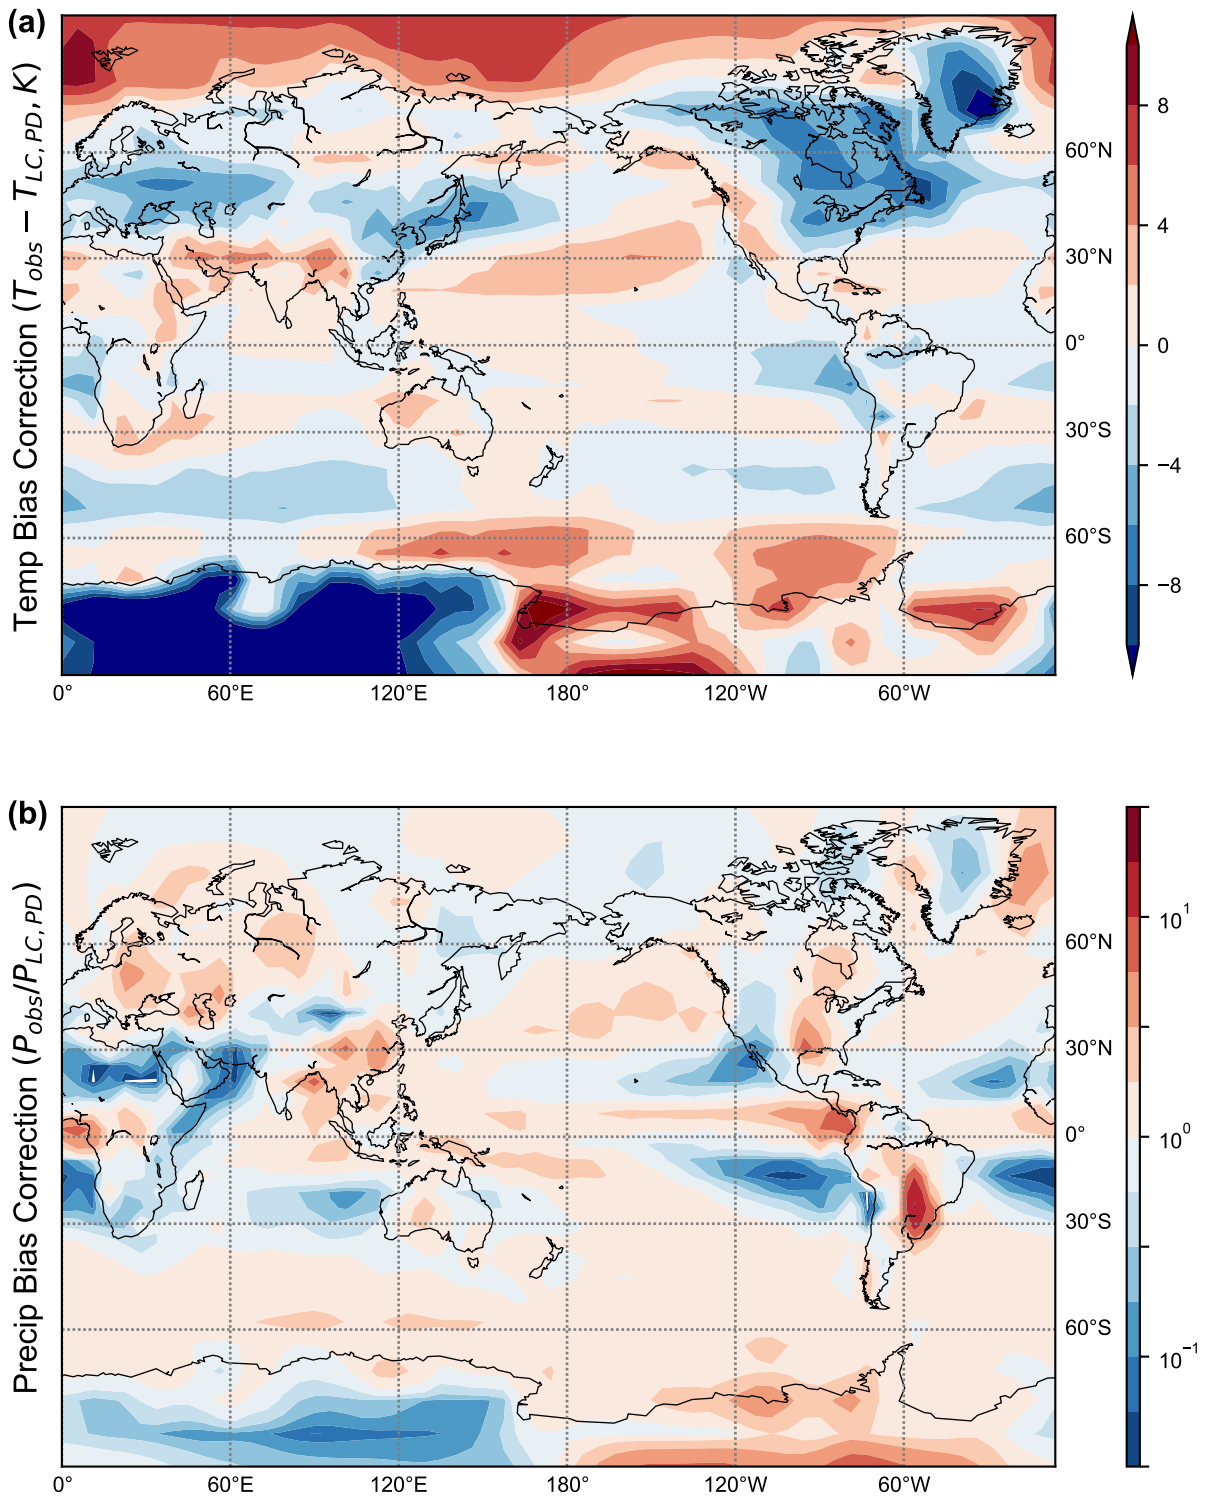 (a)
Temp Bias Correction (T_obs − T_LC, PD, K)
8
4
0
−4
−8
60°N
30°N
0°
30°S
60°S
0° 60°E 120°E 180° 120°W 60°W
(b)
Precip Bias Correction (P_obs/P_LC, PD)
10^1
10^0
10^−1
60°N
30°N
0°
30°S
60°S
0° 60°E 120°E 180° 120°W 60°W